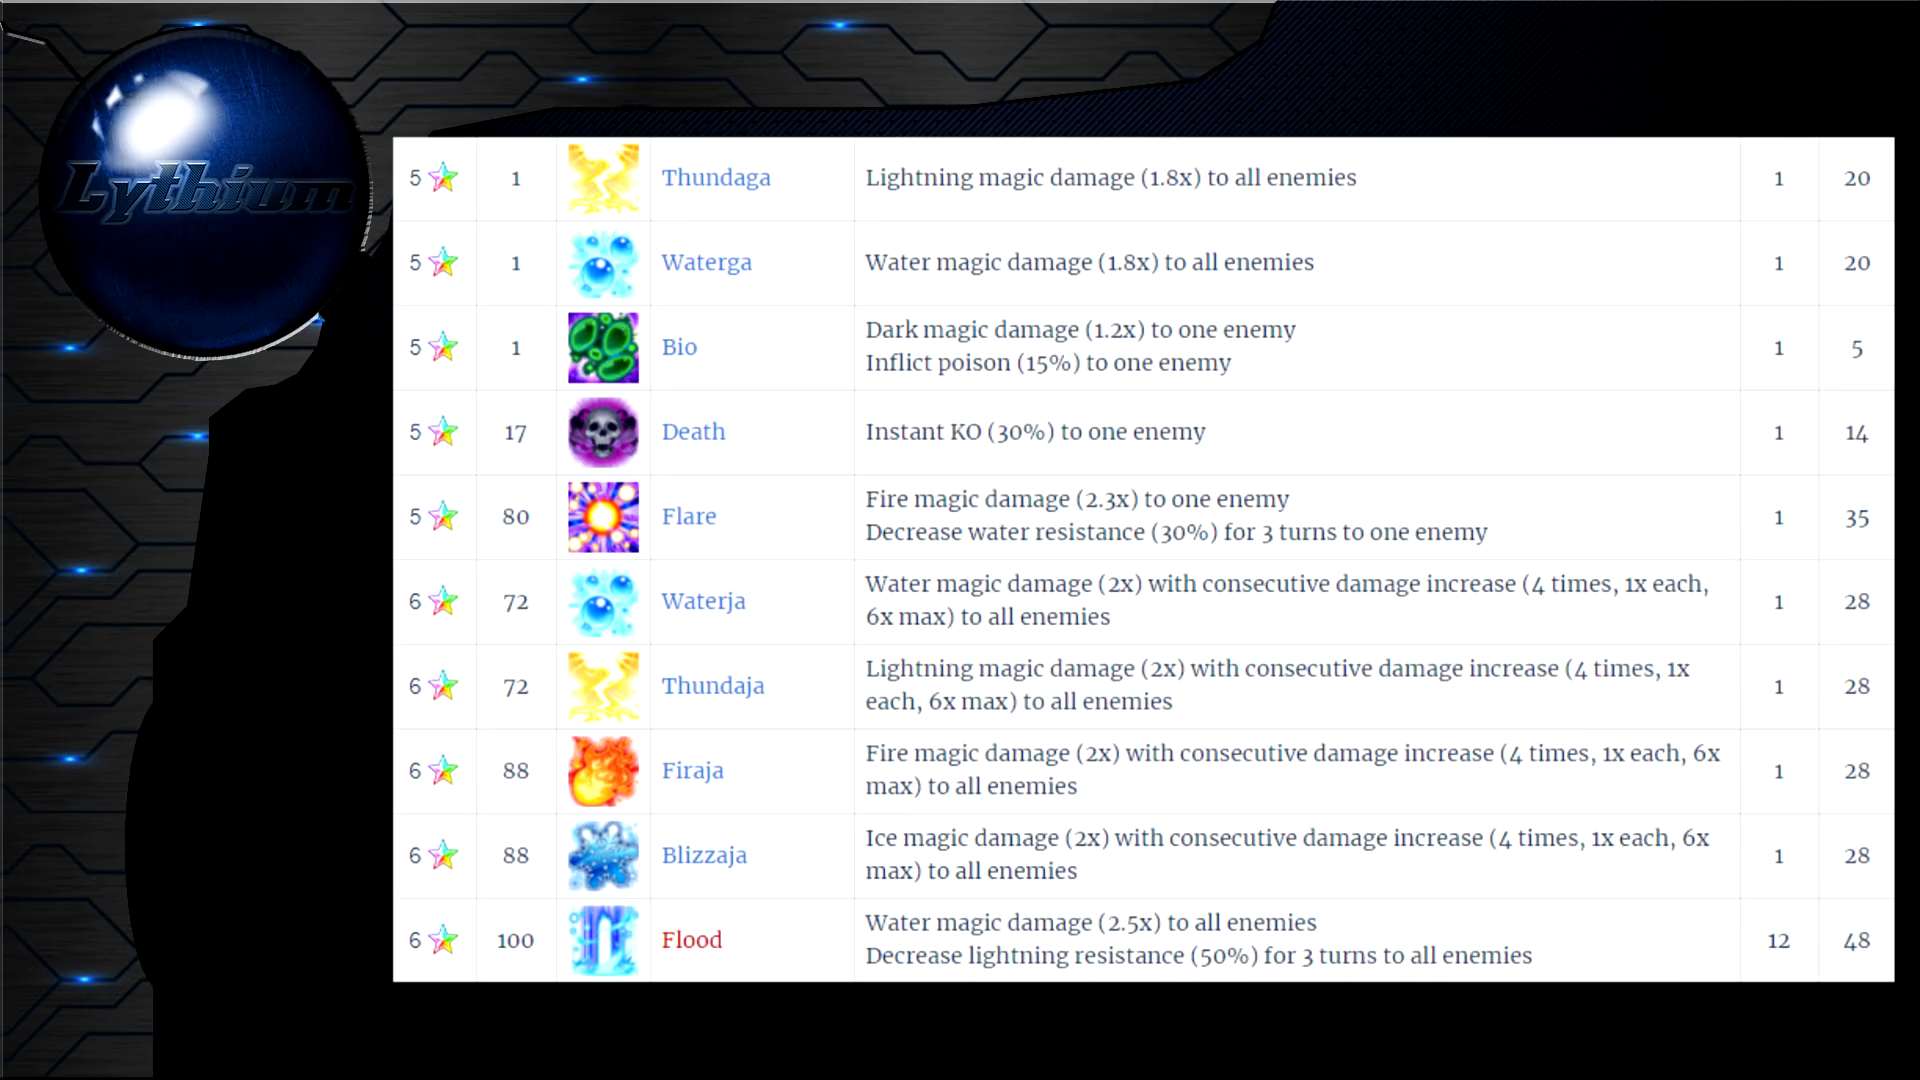 Lythium
5 1 Thundaga Lightning magic damage (1.8x) to all enemies 1 20
5 1 Waterga Water magic damage (1.8x) to all enemies 1 20
5 1 Bio Dark magic damage (1.2x) to one enemy
Inflict poison (15%) to one enemy 1 5
5 17 Death Instant KO (30%) to one enemy 1 14
5 80 Flare Fire magic damage (2.3x) to one enemy
Decrease water resistance (30%) for 3 turns to one enemy 1 35
6 72 Waterja Water magic damage (2x) with consecutive damage increase (4 times, 1x each,
6x max) to all enemies 1 28
6 72 Thundaja Lightning magic damage (2x) with consecutive damage increase (4 times, 1x
each, 6x max) to all enemies 1 28
6 88 Firaja Fire magic damage (2x) with consecutive damage increase (4 times, 1x each, 6x
max) to all enemies 1 28
6 88 Blizzaja Ice magic damage (2x) with consecutive damage increase (4 times, 1x each, 6x
max) to all enemies 1 28
6 100 Flood Water magic damage (2.5x) to all enemies
Decrease lightning resistance (50%) for 3 turns to all enemies 12 48